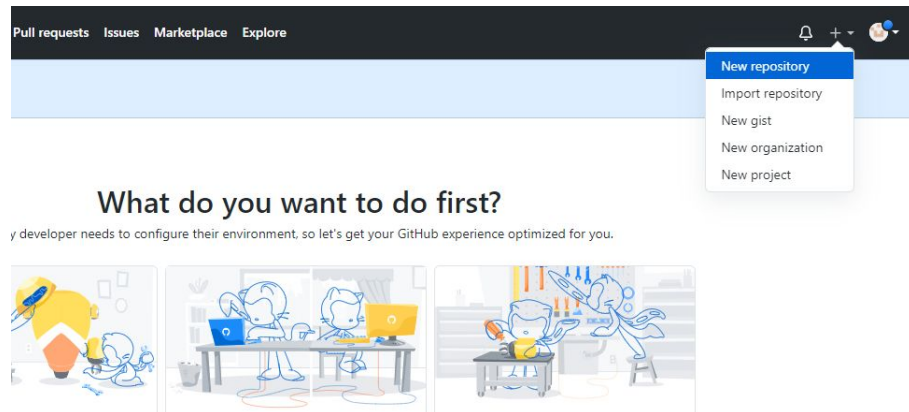 Pull requests Issues Marketplace Explore
New repository
Import repository
New gist
New organization
New project
What do you want to do first?
y developer needs to configure their environment, so let's get your GitHub experience optimized for you.